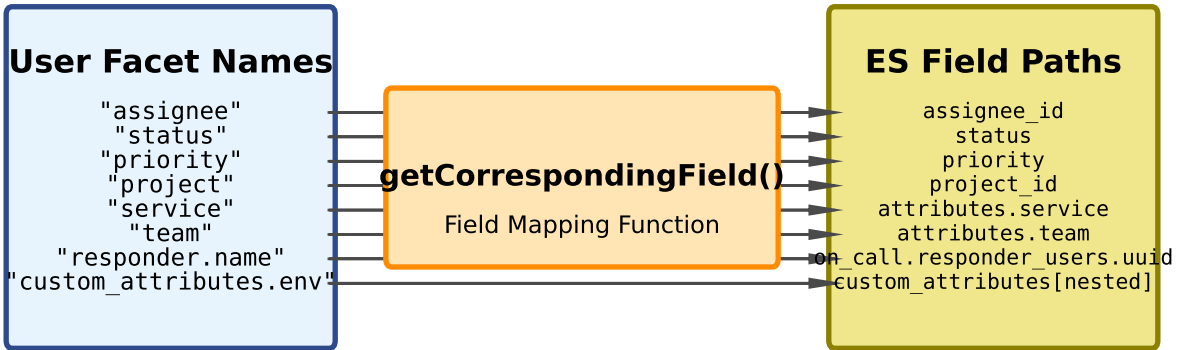 User Facet Names
"assignee"
"status"
"priority"
"project"
"service"
"team"
"responder.name"
"custom_attributes.env"
getCorrespondingField()
Field Mapping Function
ES Field Paths
assignee_id
status
priority
project_id
attributes.service
attributes.team
on_call.responder_users.uuid
custom_attributes[nested]